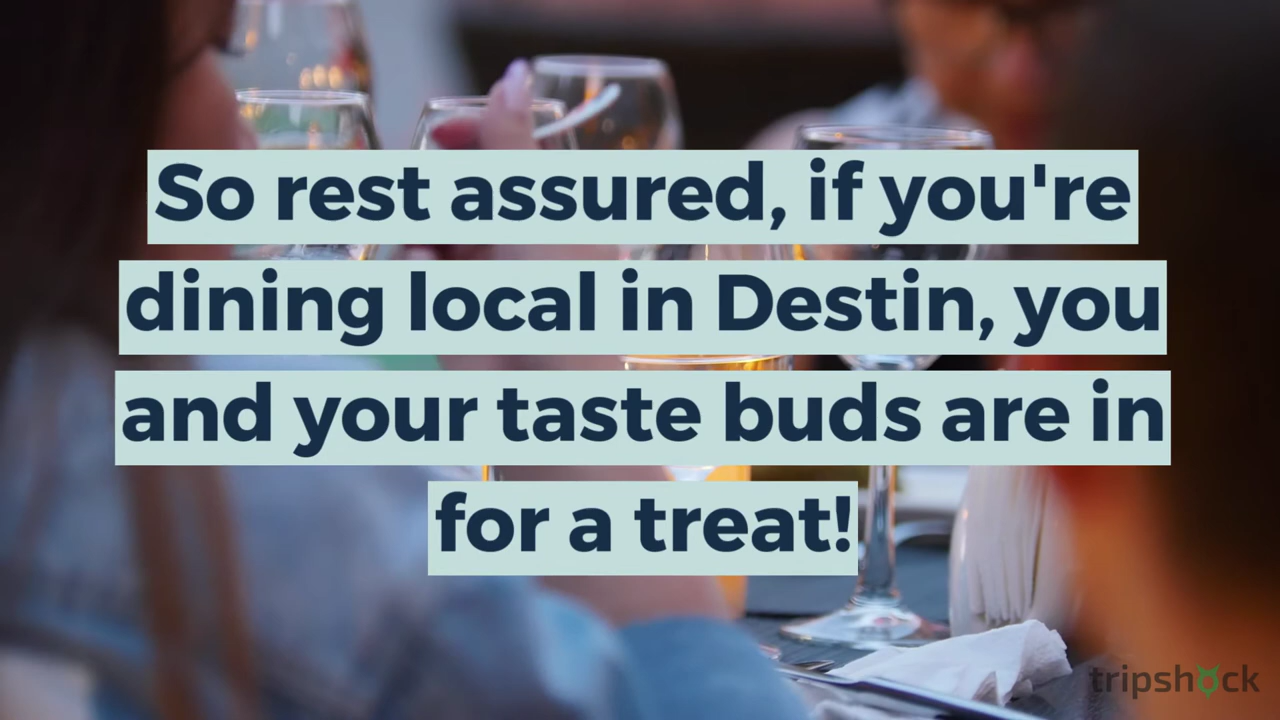 So rest assured, if you're
dining local in Destin, you
and your taste buds are in
for a treat!
tripshock